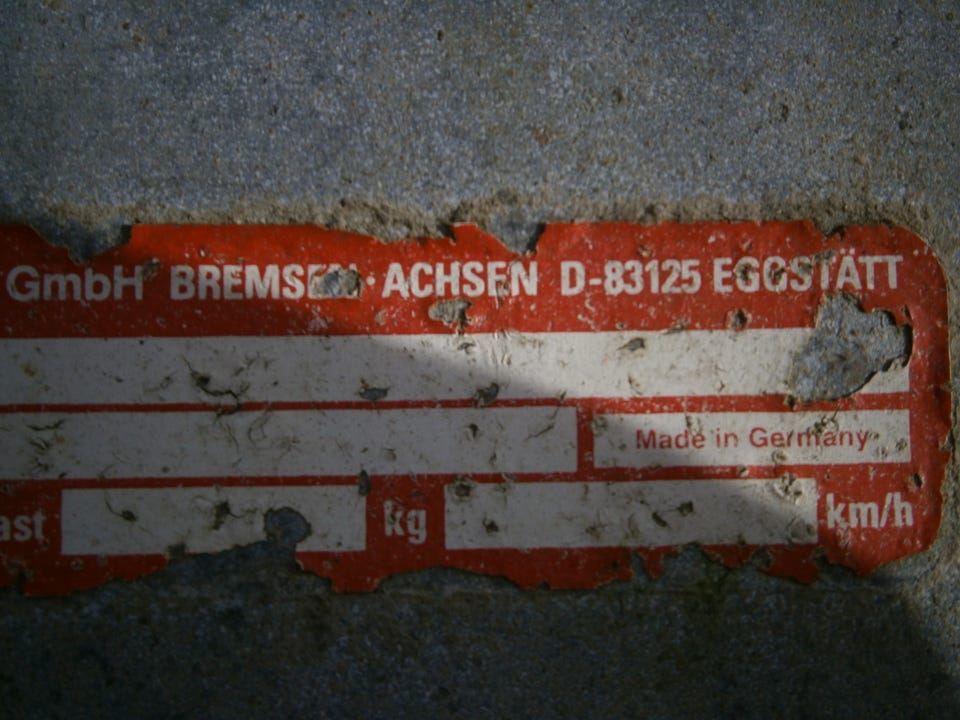 GmbH BREMSEN · ACHSEN D-83125 EGGSTÄTT
Made in Germany
ast kg km/h